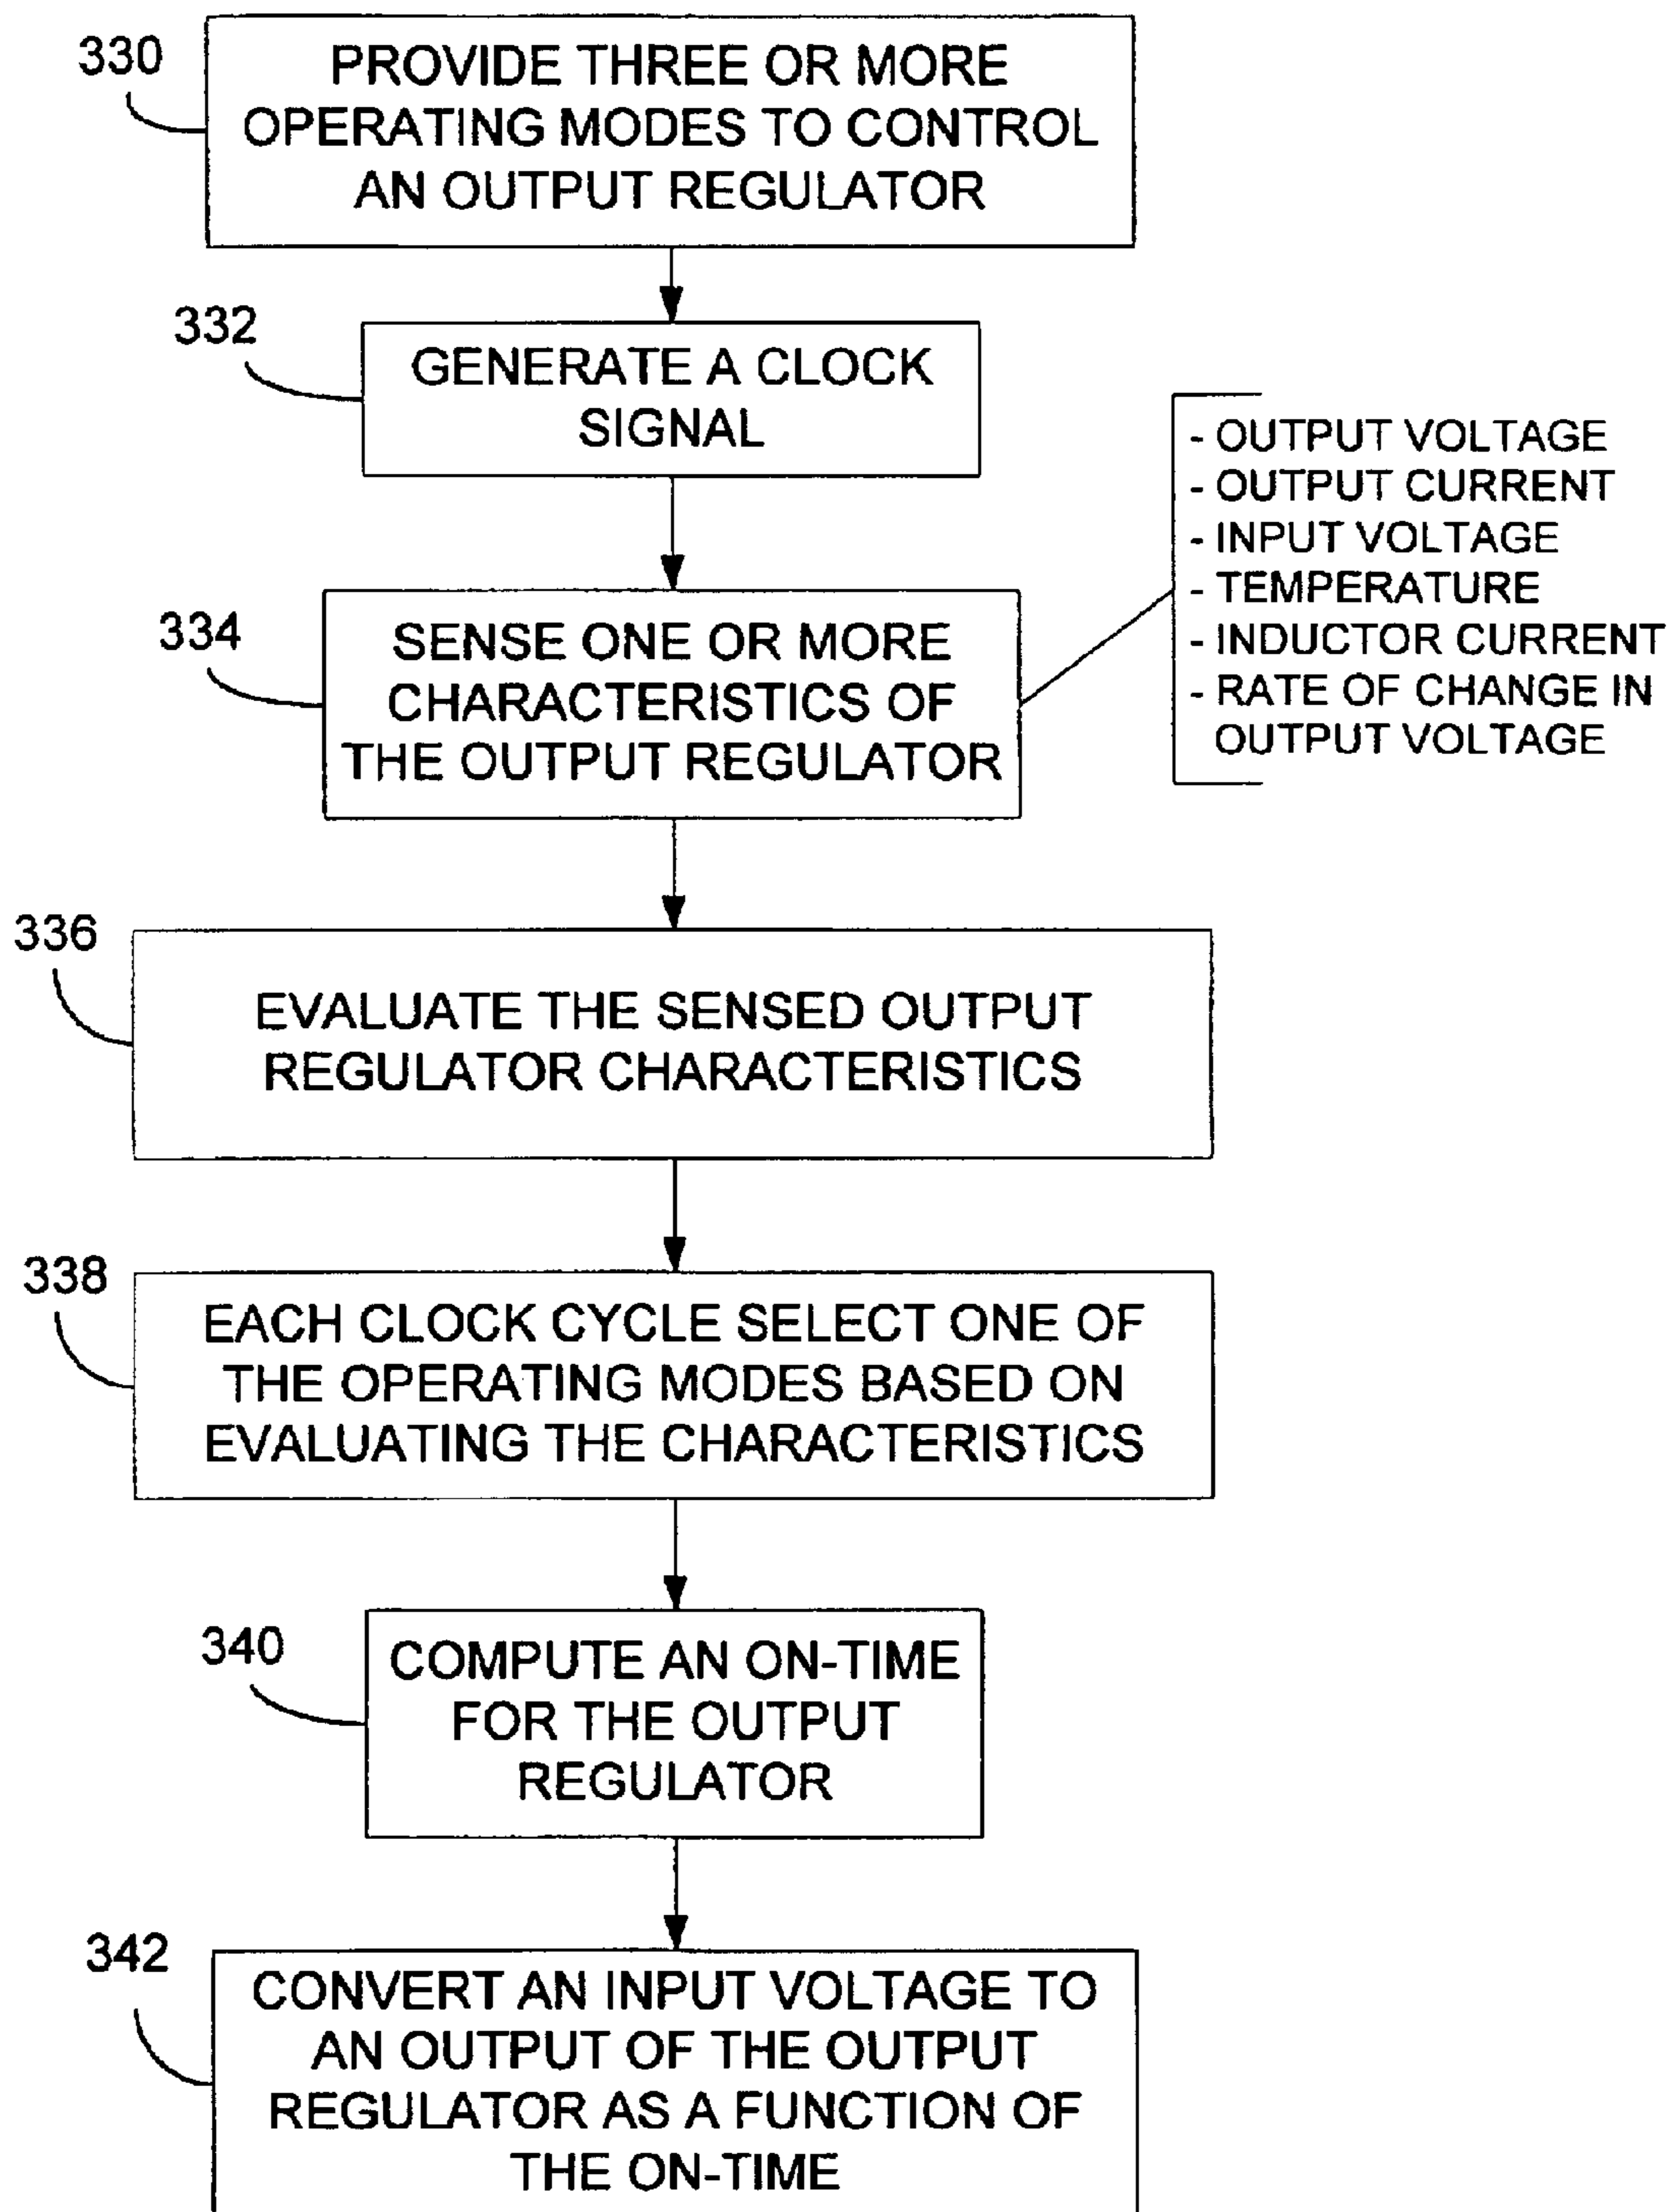 330
PROVIDE THREE OR MORE
OPERATING MODES TO CONTROL
AN OUTPUT REGULATOR
332
GENERATE A CLOCK
SIGNAL
334
SENSE ONE OR MORE
CHARACTERISTICS OF
THE OUTPUT REGULATOR
- OUTPUT VOLTAGE
- OUTPUT CURRENT
- INPUT VOLTAGE
- TEMPERATURE
- INDUCTOR CURRENT
- RATE OF CHANGE IN
OUTPUT VOLTAGE
336
EVALUATE THE SENSED OUTPUT
REGULATOR CHARACTERISTICS
338
EACH CLOCK CYCLE SELECT ONE OF
THE OPERATING MODES BASED ON
EVALUATING THE CHARACTERISTICS
340
COMPUTE AN ON-TIME
FOR THE OUTPUT
REGULATOR
342
CONVERT AN INPUT VOLTAGE TO
AN OUTPUT OF THE OUTPUT
REGULATOR AS A FUNCTION OF
THE ON-TIME